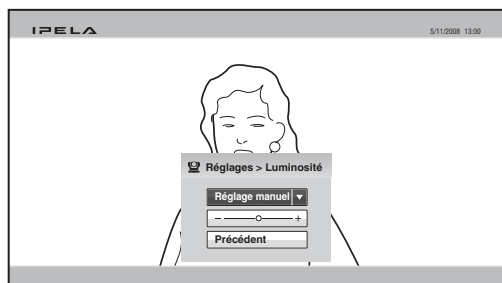 IPELA
5/11/2008 13:00
Réglages > Luminosité
Réglage manuel
- +
Précédent